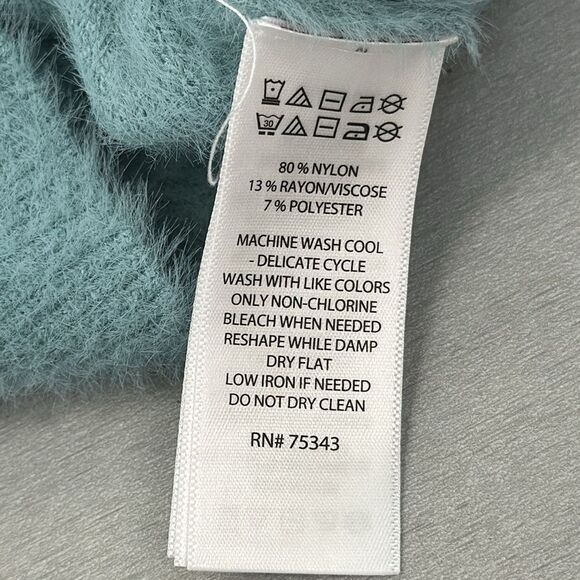 30
80 % NYLON
13 % RAYON/VISCOSE
7 % POLYESTER
MACHINE WASH COOL
- DELICATE CYCLE
WASH WITH LIKE COLORS
ONLY NON-CHLORINE
BLEACH WHEN NEEDED
RESHAPE WHILE DAMP
DRY FLAT
LOW IRON IF NEEDED
DO NOT DRY CLEAN
RN# 75343